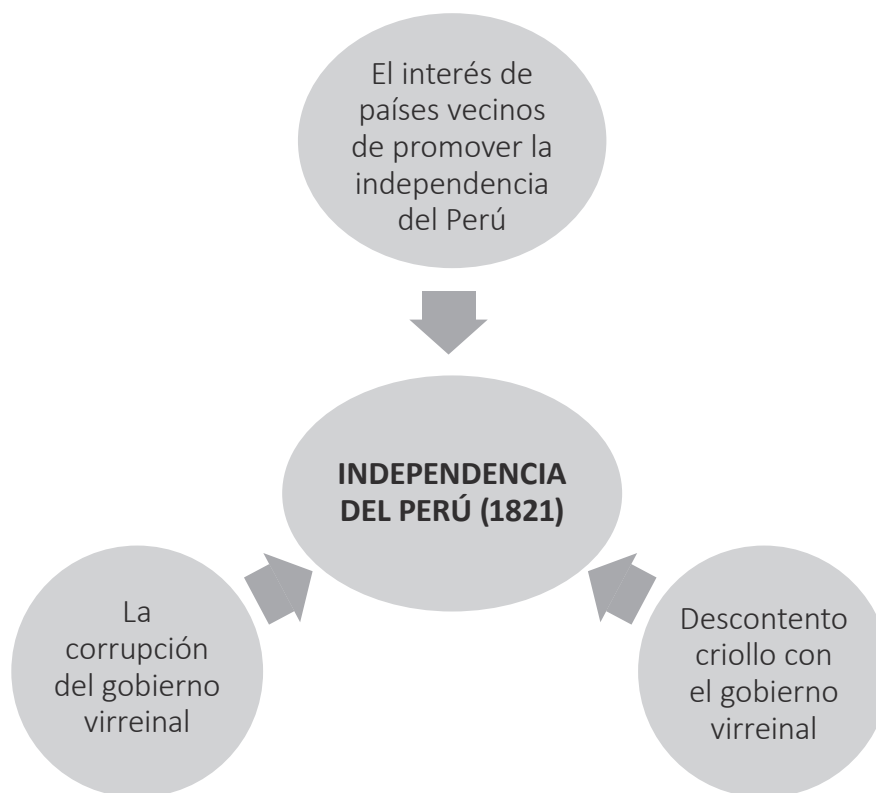 El interés de
países vecinos
de promover la
independencia
del Perú
INDEPENDENCIA
DEL PERÚ (1821)
La
corrupción
del gobierno
virreinal
Descontento
criollo con
el gobierno
virreinal